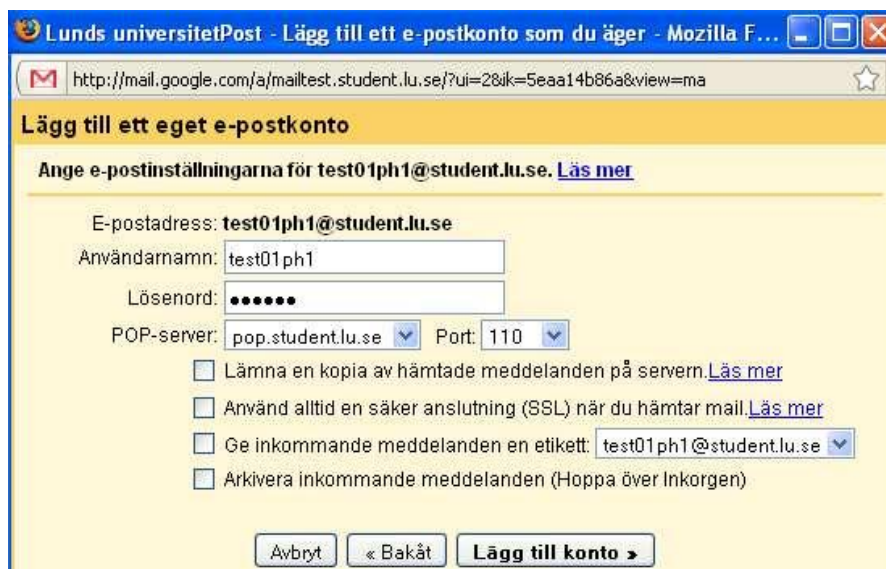 Lunds universitetPost - Lägg till ett e-postkonto som du äger - Mozilla F...
http://mail.google.com/a/mailtest.student.lu.se/?ui=2&ik=5eaa14b86a&view=ma
Lägg till ett eget e-postkonto
Ange e-postinställningarna för test01ph1@student.lu.se. Läs mer
E-postadress: test01ph1@student.lu.se
Användarnamn: test01ph1
Lösenord: ••••••
POP-server: pop.student.lu.se Port: 110
Lämna en kopia av hämtade meddelanden på servern.Läs mer
Använd alltid en säker anslutning (SSL) när du hämtar mail.Läs mer
Ge inkommande meddelanden en etikett: test01ph1@student.lu.se
Arkivera inkommande meddelanden (Hoppa över Inkorgen)
Avbryt « Bakåt Lägg till konto »